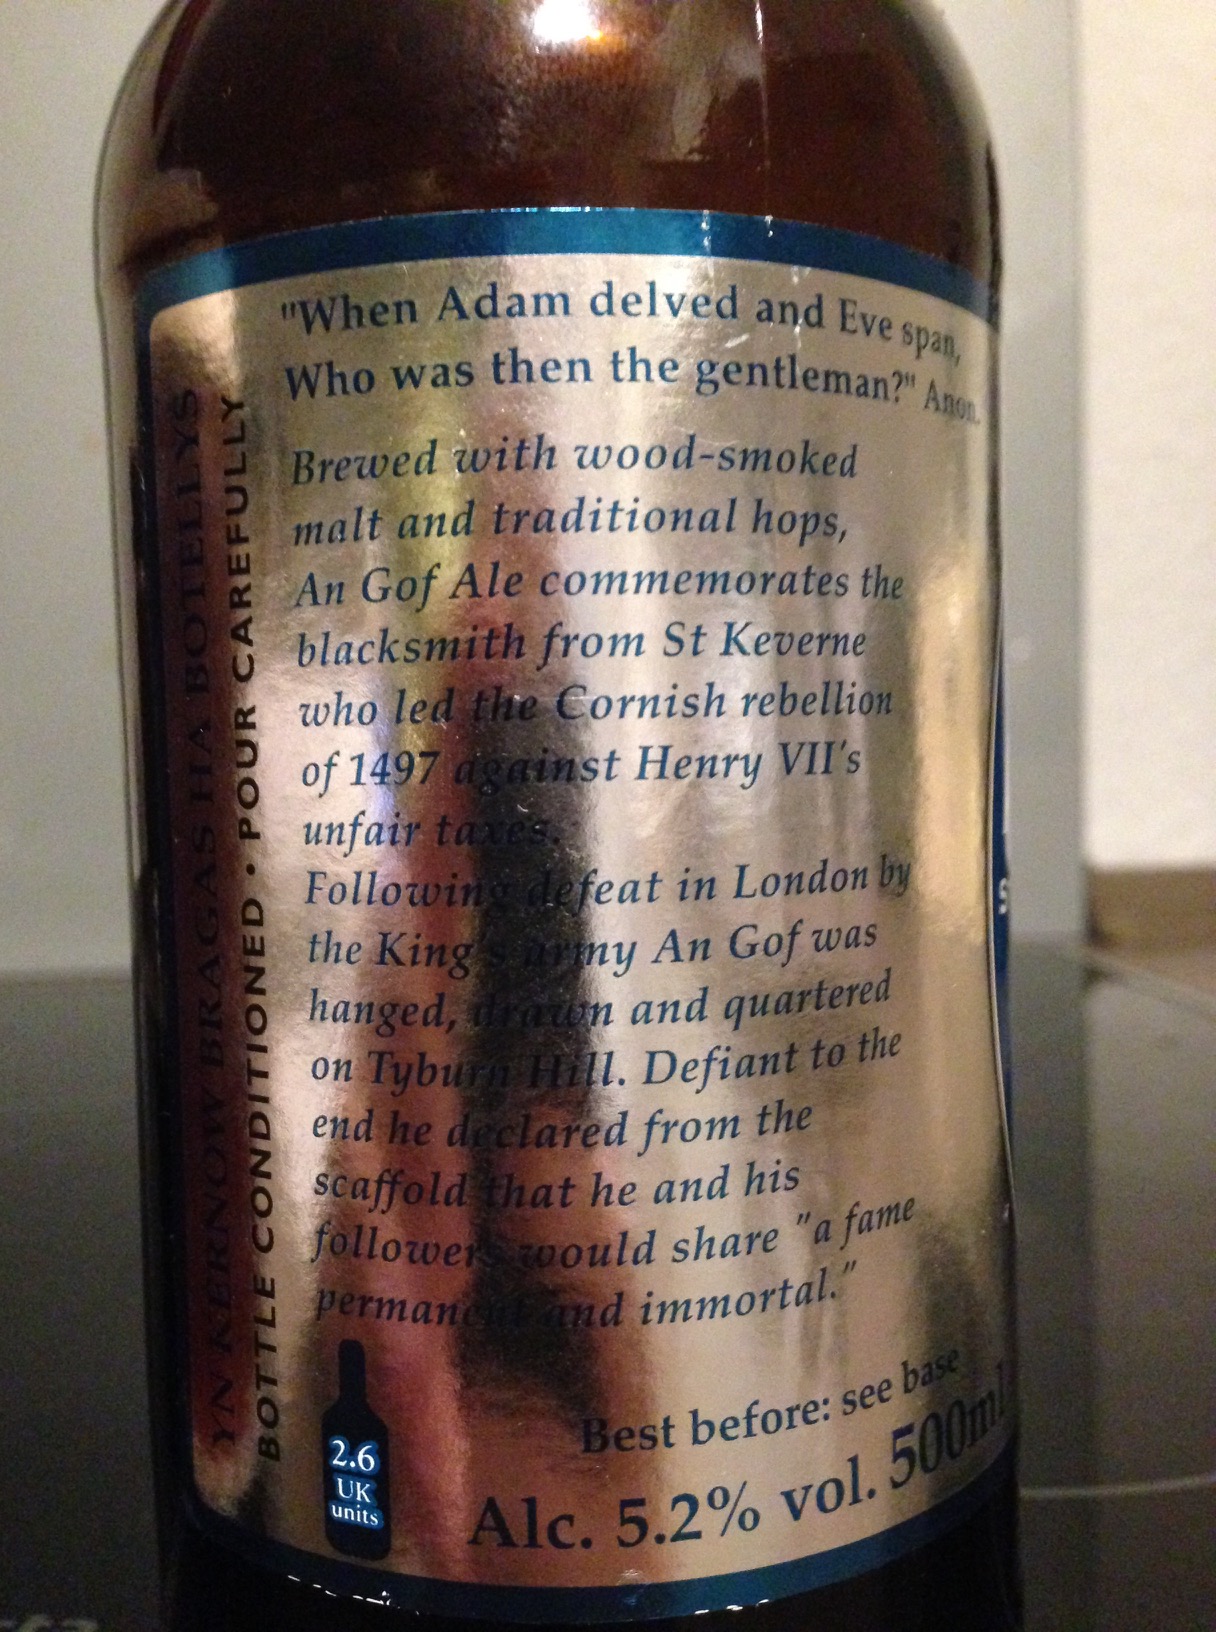 "When Adam delved and Eve span,
Who was then the gentleman?" Anon.
Brewed with wood-smoked
malt and traditional hops,
An Gof Ale commemorates the
blacksmith from St Keverne
who led the Cornish rebellion
of 1497 against Henry VII's
unfair taxes.
Following defeat in London by
the King's army An Gof was
hanged, drawn and quartered
on Tyburn Hill. Defiant to the
end he declared from the
scaffold that he and his
followers would share "a fame
permanent and immortal."
Best before: see base
Alc. 5.2% vol. 500ml
2.6
UK
units
YN KERNOW BRAGGAS HA BOTELLYS
BOTTLE CONDITIONED • POUR CAREFULLY